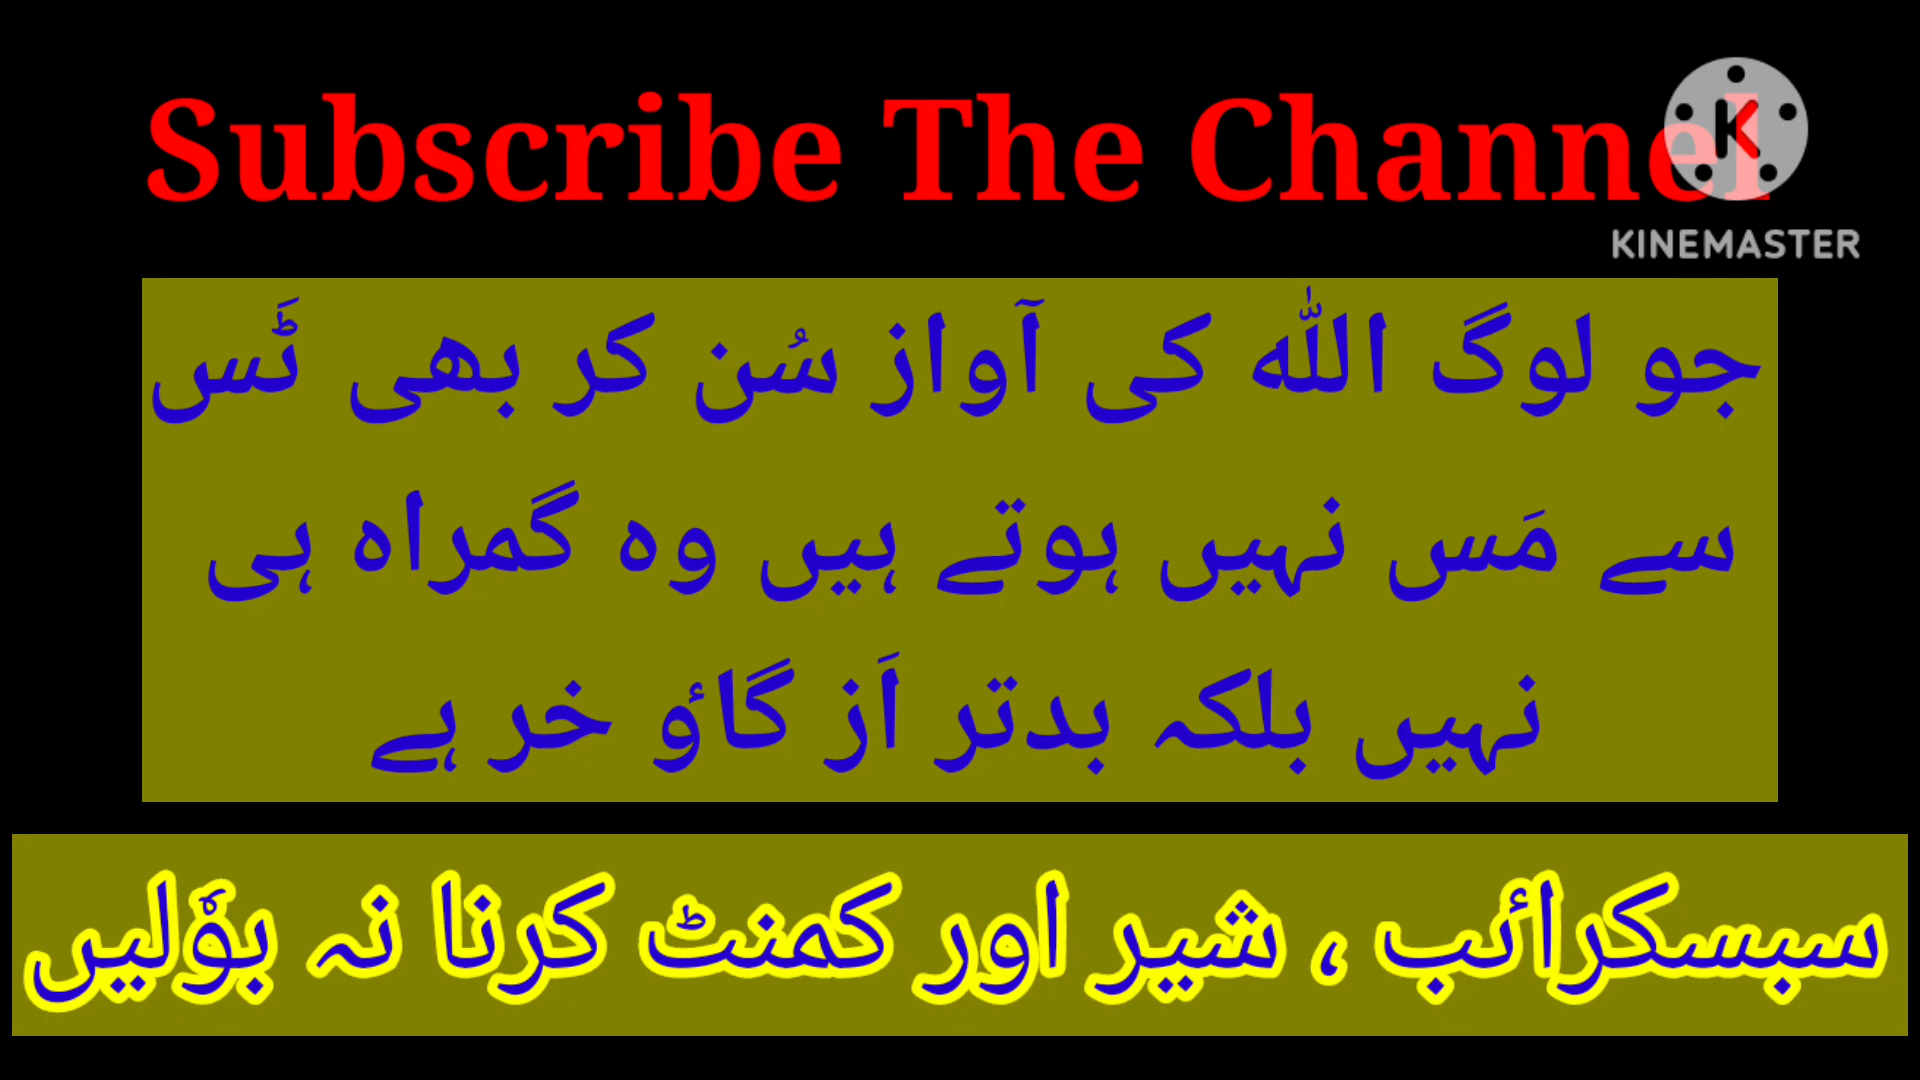 Subscribe The Channel
KINEMASTER
جو لوگ اللّٰہ کی آواز سُن کر بھی ٹَس
سے مَس نہیں ہوتے ہیں وہ گمراہ ہی
نہیں بلکہ بدتر اَز گاؤ خر ہے
سبسکرائب ، شیر اور کمنٹ کرنا نہ بوٗلیں